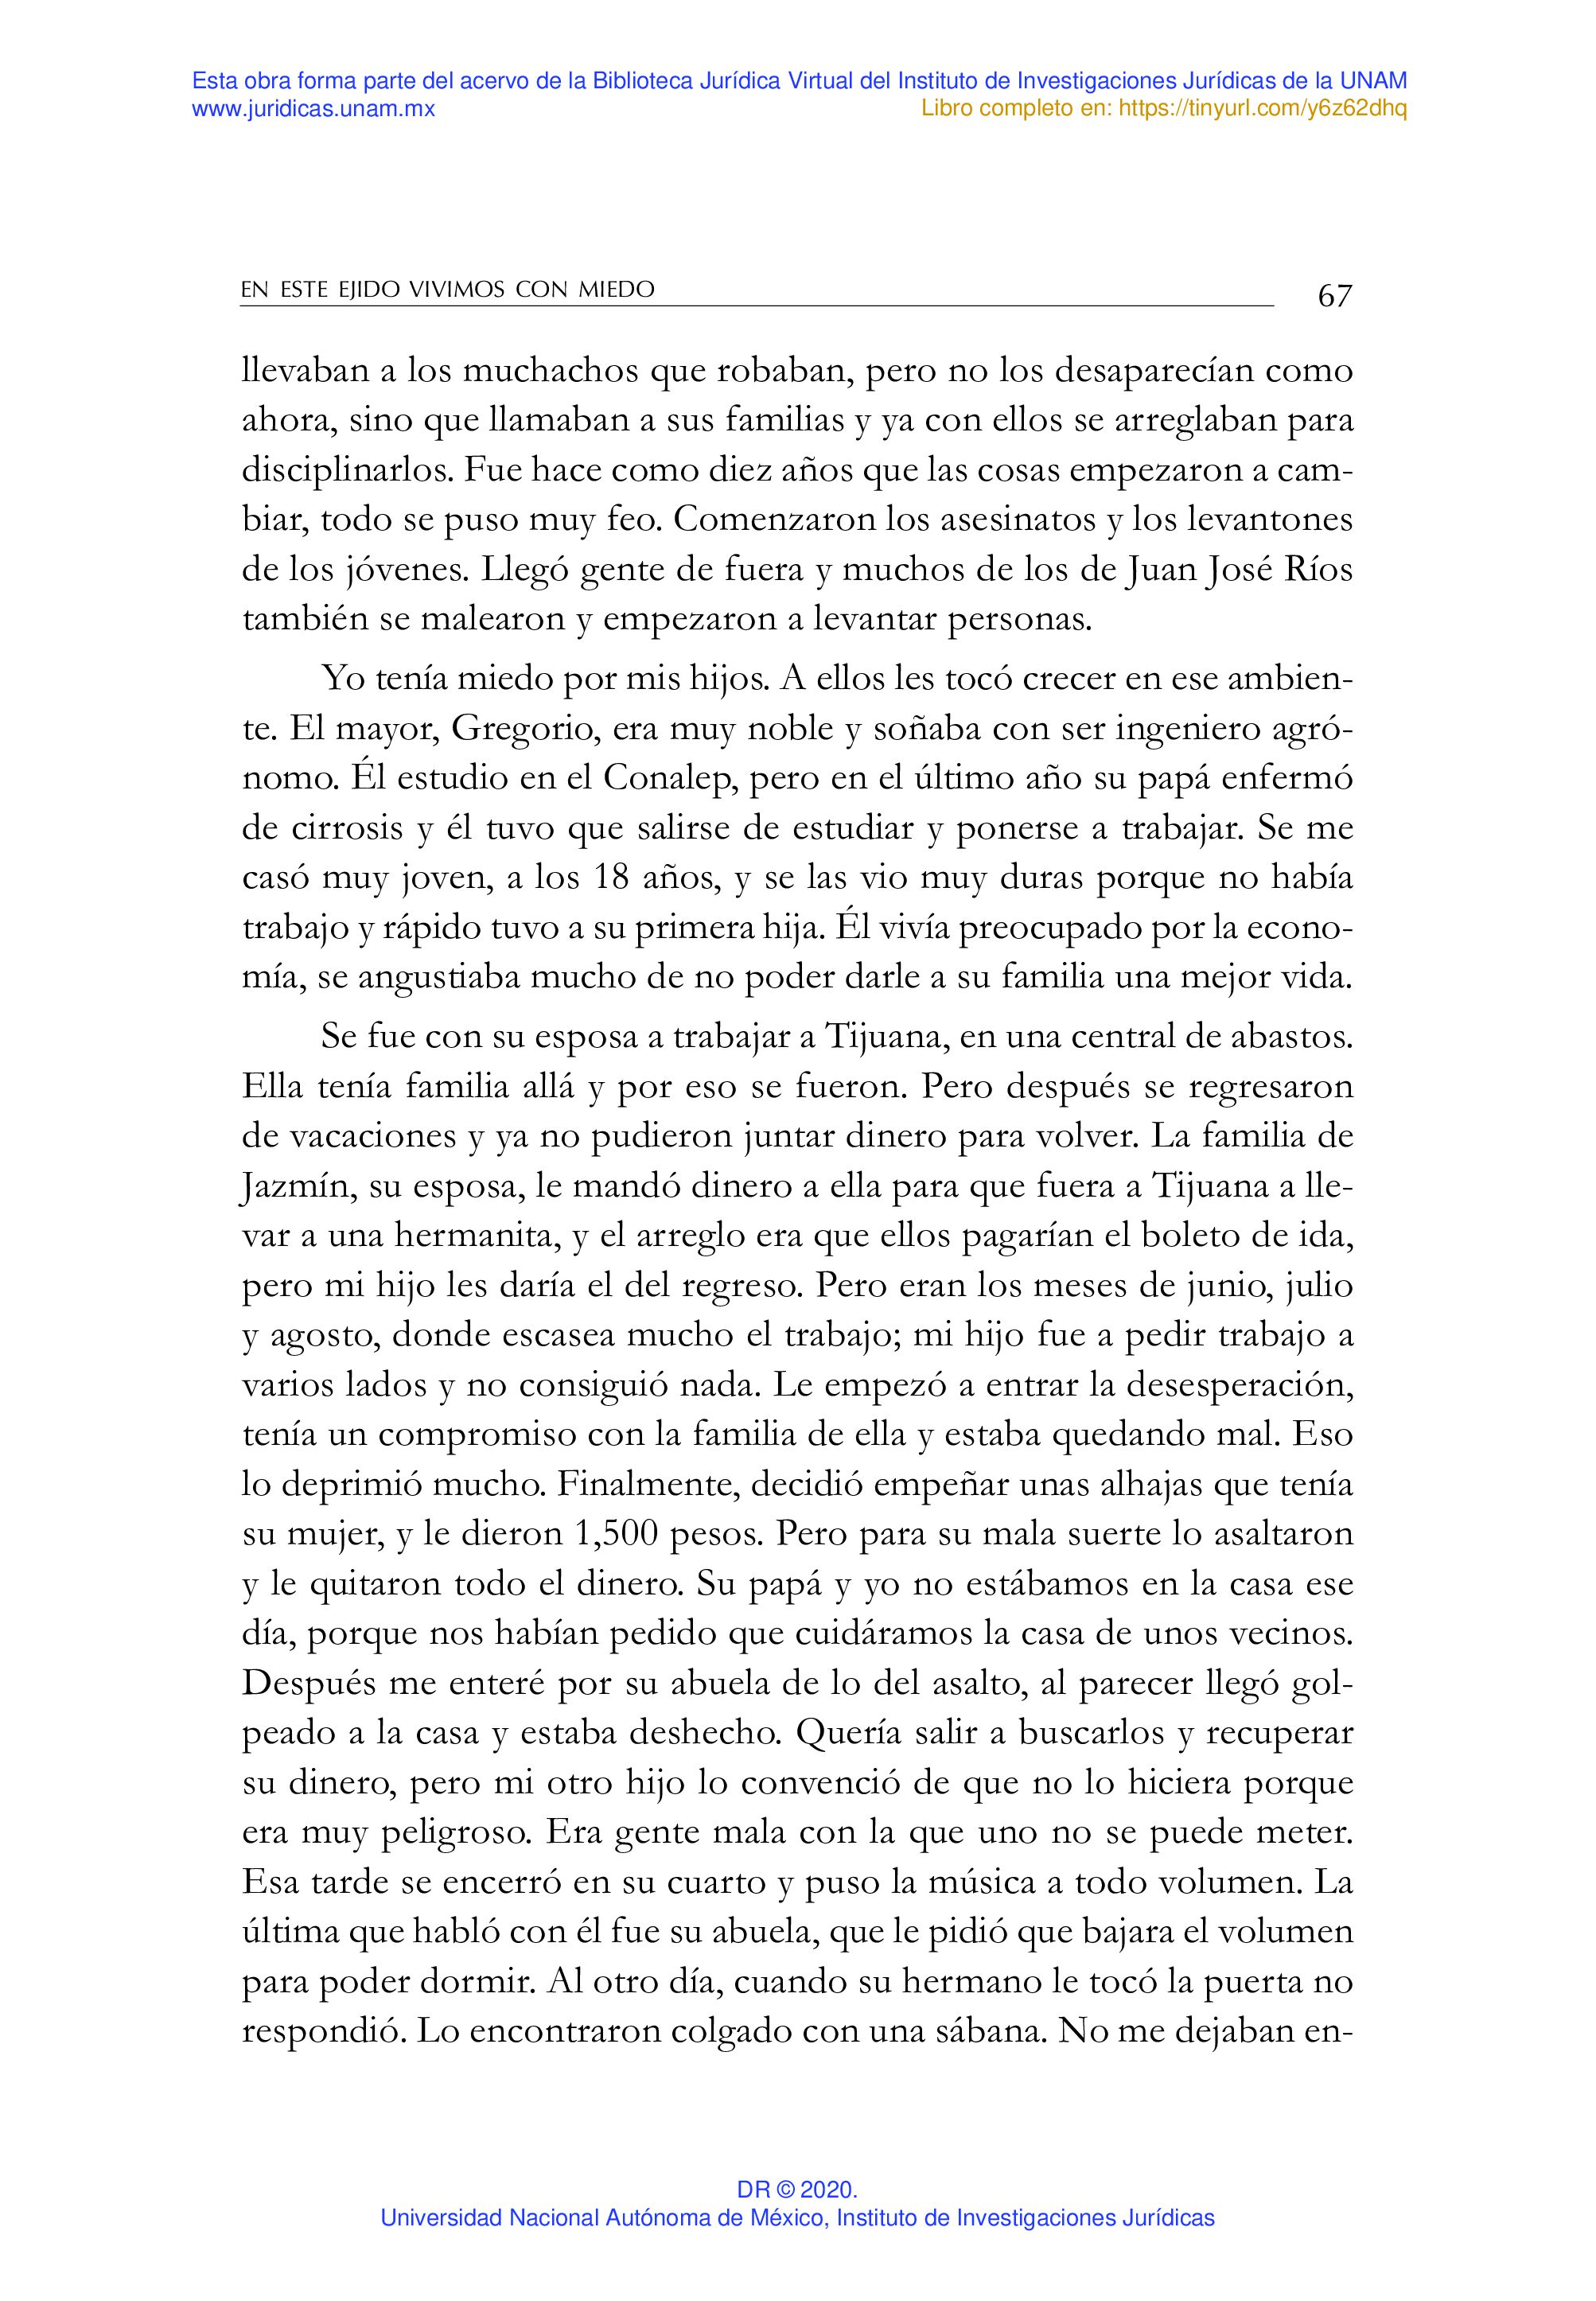 Esta obra forma parte del acervo de la Biblioteca Jurídica Virtual del Instituto de Investigaciones Jurídicas de la UNAM
www.juridicas.unam.mx
Libro completo en: https://tinyurl.com/y6z62dhq
EN ESTE EJIDO VIVIMOS CON MIEDO
67
llevaban a los muchachos que robaban, pero no los desaparecían como
ahora, sino que llamaban a sus familias y ya con ellos se arreglaban para
disciplinarlos. Fue hace como diez años que las cosas empezaron a cam-
biar, todo se puso muy feo. Comenzaron los asesinatos y los levantones
de los jóvenes. Llegó gente de fuera y muchos de los de Juan José Ríos
también se malearon y empezaron a levantar personas.
Yo tenía miedo por mis hijos. A ellos les tocó crecer en ese ambien-
te. El mayor, Gregorio, era muy noble y soñaba con ser ingeniero agró-
nomo. Él estudio en el Conalep, pero en el último año su papá enfermó
de cirrosis y él tuvo que salirse de estudiar y ponerse a trabajar. Se me
casó muy joven, a los 18 años, y se las vio muy duras porque no había
trabajo y rápido tuvo a su primera hija. Él vivía preocupado por la econo-
mía, se angustiaba mucho de no poder darle a su familia una mejor vida.
Se fue con su esposa a trabajar a Tijuana, en una central de abastos.
Ella tenía familia allá y por eso se fueron. Pero después se regresaron
de vacaciones y ya no pudieron juntar dinero para volver. La familia de
Jazmín, su esposa, le mandó dinero a ella para que fuera a Tijuana a lle-
var a una hermanita, y el arreglo era que ellos pagarían el boleto de ida,
pero mi hijo les daría el del regreso. Pero eran los meses de junio, julio
y agosto, donde escasea mucho el trabajo; mi hijo fue a pedir trabajo a
varios lados y no consiguió nada. Le empezó a entrar la desesperación,
tenía un compromiso con la familia de ella y estaba quedando mal. Eso
lo deprimió mucho. Finalmente, decidió empeñar unas alhajas que tenía
su mujer, y le dieron 1,500 pesos. Pero para su mala suerte lo asaltaron
y le quitaron todo el dinero. Su papá y yo no estábamos en la casa ese
día, porque nos habían pedido que cuidáramos la casa de unos vecinos.
Después me enteré por su abuela de lo del asalto, al parecer llegó gol-
peado a la casa y estaba deshecho. Quería salir a buscarlos y recuperar
su dinero, pero mi otro hijo lo convenció de que no lo hiciera porque
era muy peligroso. Era gente mala con la que uno no se puede meter.
Esa tarde se encerró en su cuarto y puso la música a todo volumen. La
última que habló con él fue su abuela, que le pidió que bajara el volumen
para poder dormir. Al otro día, cuando su hermano le tocó la puerta no
respondió. Lo encontraron colgado con una sábana. No me dejaban en-
DR © 2020.
Universidad Nacional Autónoma de México, Instituto de Investigaciones Jurídicas